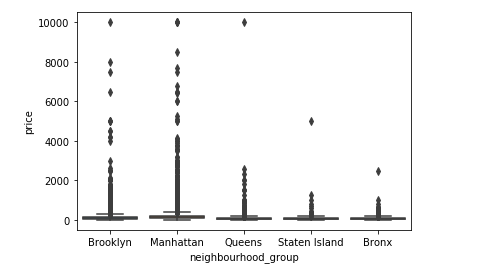 10000
8000
6000
price
4000
2000
0
Brooklyn Manhattan Queens Staten Island Bronx
neighbourhood_group